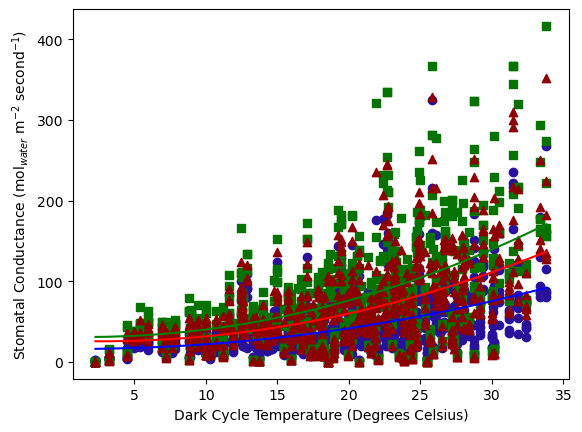 400
300
200
100
0
Stomatal Conductance (mol_water m⁻² second⁻¹)
5 10 15 20 25 30 35
Dark Cycle Temperature (Degrees Celsius)